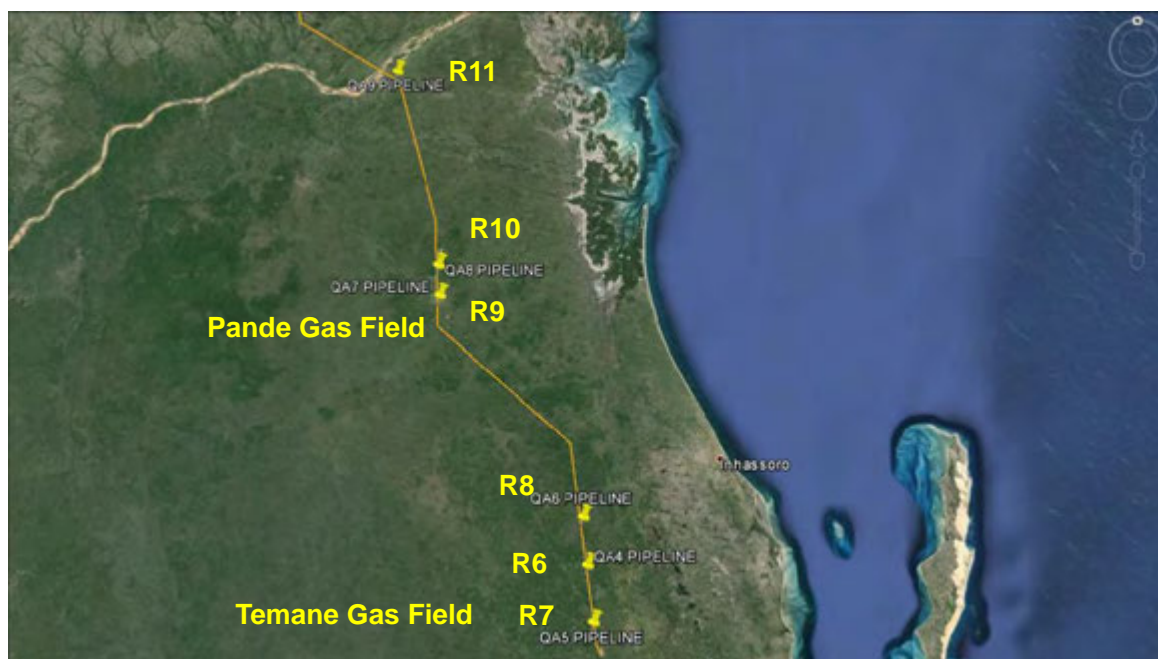 R11
QA9 PIPELINE
R10
QA8 PIPELINE
QA7 PIPELINE
R9
Pande Gas Field
Inhassoro
R8
QA6 PIPELINE
R6
QA4 PIPELINE
Temane Gas Field
R7
QA5 PIPELINE